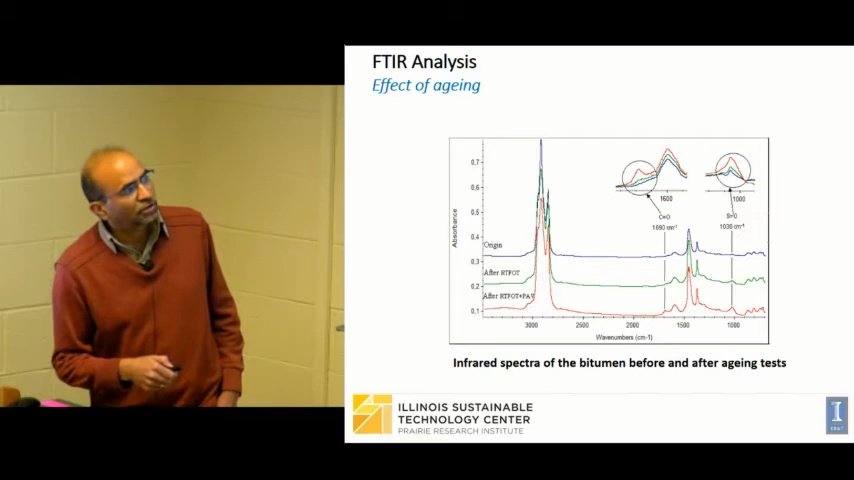 FTIR Analysis
Effect of ageing
0,7
0,6
0,5
0,4
0,3
0,2
0,1
Absorbance
1600
1000
C=O
1690 cm-1
S=O
1030 cm-1
Origin
After RTFOT
After RTFOT+PAV
3000
2500
2000
1500
1000
Wavenumbers (cm-1)
Infrared spectra of the bitumen before and after ageing tests
ILLINOIS SUSTAINABLE
TECHNOLOGY CENTER
PRAIRIE RESEARCH INSTITUTE
I